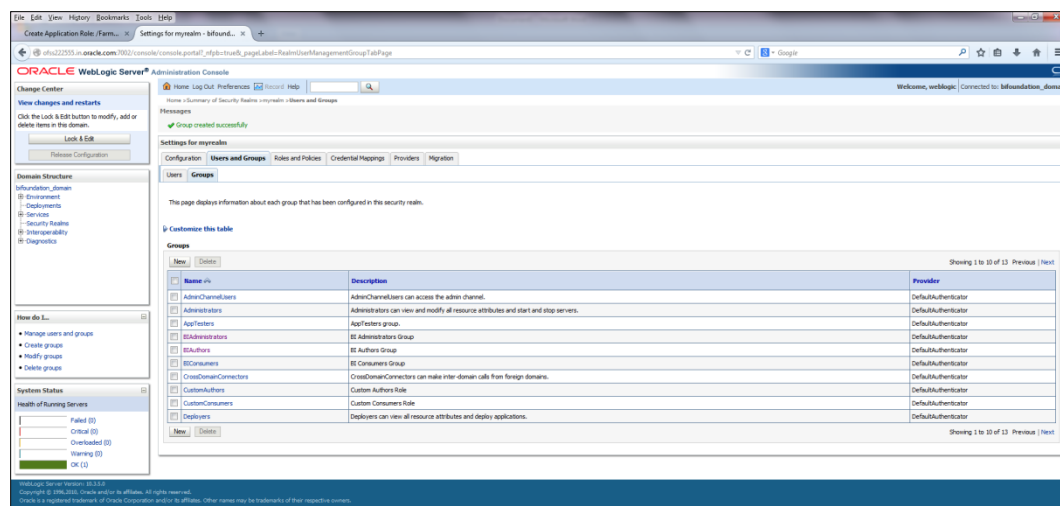 File Edit View History Bookmarks Tools Help
Create Application Role: /Farm... × Settings for myrealm - bifound... × +
ofss222555.in.oracle.com:7002/console/console.portal?_nfpb=true&_pageLabel=RealmUserManagementGroupTabPage Google
ORACLE WebLogic Server® Administration Console
Change Center
View changes and restarts
Click the Lock & Edit button to modify, add or
delete items in this domain.
Lock & Edit
Release Configuration
Domain Structure
bifoundation_domain
Environment
Deployments
Services
Security Realms
Interoperability
Diagnostics
How do I...
Manage users and groups
Create groups
Modify groups
Delete groups
System Status
Health of Running Servers
Failed (0)
Critical (0)
Overloaded (0)
Warning (0)
OK (1)
Home Log Out Preferences Record Help
Welcome, weblogic Connected to: bifoundation_doma
Home >Summary of Security Realms >myrealm >Users and Groups
Messages
Group created successfully
Settings for myrealm
Configuration Users and Groups Roles and Policies Credential Mappings Providers Migration
Users Groups
This page displays information about each group that has been configured in this security realm.
Customize this table
Groups
New Delete Showing 1 to 10 of 13 Previous | Next
Name Description Provider
AdminChannelUsers AdminChannelUsers can access the admin channel. DefaultAuthenticator
Administrators Administrators can view and modify all resource attributes and start and stop servers. DefaultAuthenticator
AppTesters AppTesters group. DefaultAuthenticator
BIAdministrators BI Administrators Group DefaultAuthenticator
BIAuthors BI Authors Group DefaultAuthenticator
BIConsumers BI Consumers Group DefaultAuthenticator
CrossDomainConnectors CrossDomainConnectors can make inter-domain calls from foreign domains. DefaultAuthenticator
CustomAuthors Custom Authors Role DefaultAuthenticator
CustomConsumers Custom Consumers Role DefaultAuthenticator
Deployers Deployers can view all resource attributes and deploy applications. DefaultAuthenticator
New Delete Showing 1 to 10 of 13 Previous | Next
WebLogic Server Version: 10.3.5.0
Copyright © 1996,2010, Oracle and/or its affiliates. All rights reserved.
Oracle is a registered trademark of Oracle Corporation and/or its affiliates. Other names may be trademarks of their respective owners.